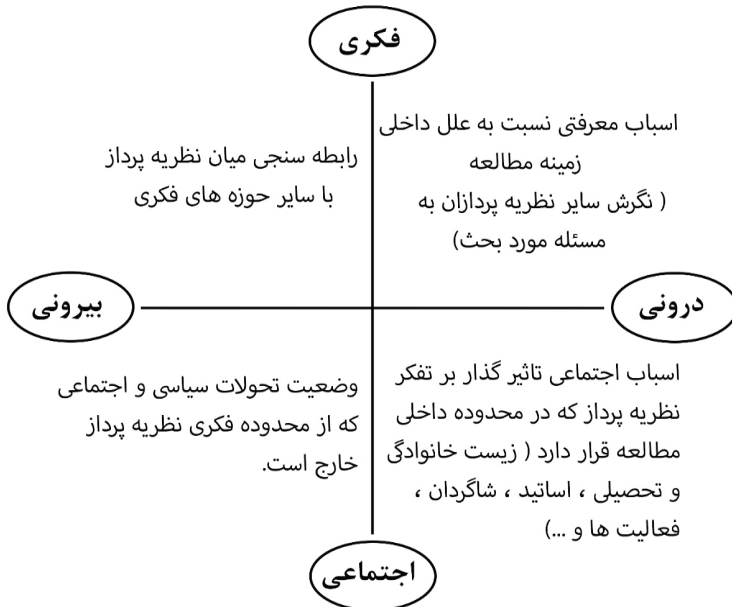 فکری
اسباب معرفتی نسبت به علل داخلی
زمینه مطالعه
( نگرش سایر نظریه پردازان به
مسئله مورد بحث)
رابطه سنجی میان نظریه پرداز
با سایر حوزه های فکری
درونی
بیرونی
اسباب اجتماعی تاثیر گذار بر تفکر
نظریه پرداز که در محدوده داخلی
مطالعه قرار دارد ( زیست خانوادگی
و تحصیلی ، اساتید ، شاگردان ،
فعالیت ها و ...)
وضعیت تحولات سیاسی و اجتماعی
که از محدوده فکری نظریه پرداز
خارج است.
اجتماعی